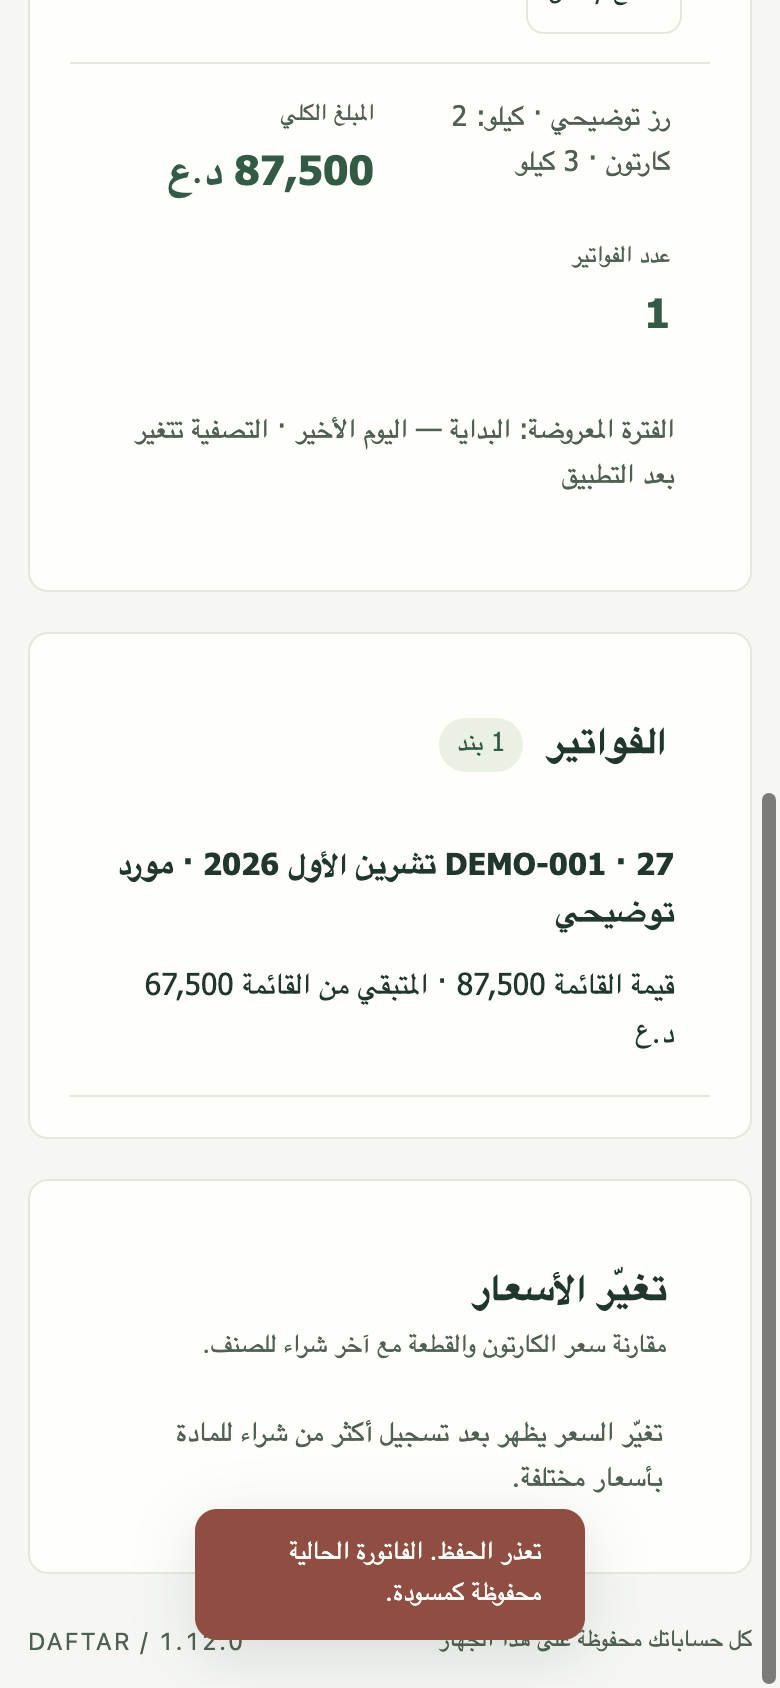 رز توضيحي · كيلو: 2
كارتون · 3 كيلو
المبلغ الكلي
87,500 د.ع
عدد الفواتير
1
الفترة المعروضة: البداية — اليوم الأخير · التصفية تتغير
بعد التطبيق
الفواتير
1 بند
DEMO-001 · 27 تشرين الأول 2026 · مورد
توضيحي
قيمة القائمة 87,500 · المتبقي من القائمة 67,500
د.ع
تغيّر الأسعار
مقارنة سعر الكارتون والقطعة مع آخر شراء للصنف.
تغيّر السعر يظهر بعد تسجيل أكثر من شراء للمادة
بأسعار مختلفة.
تعذر الحفظ. الفاتورة الحالية
محفوظة كمسودة.
كل حساباتك محفوظة على هذا الجهاز
DAFTAR / 1.12.0